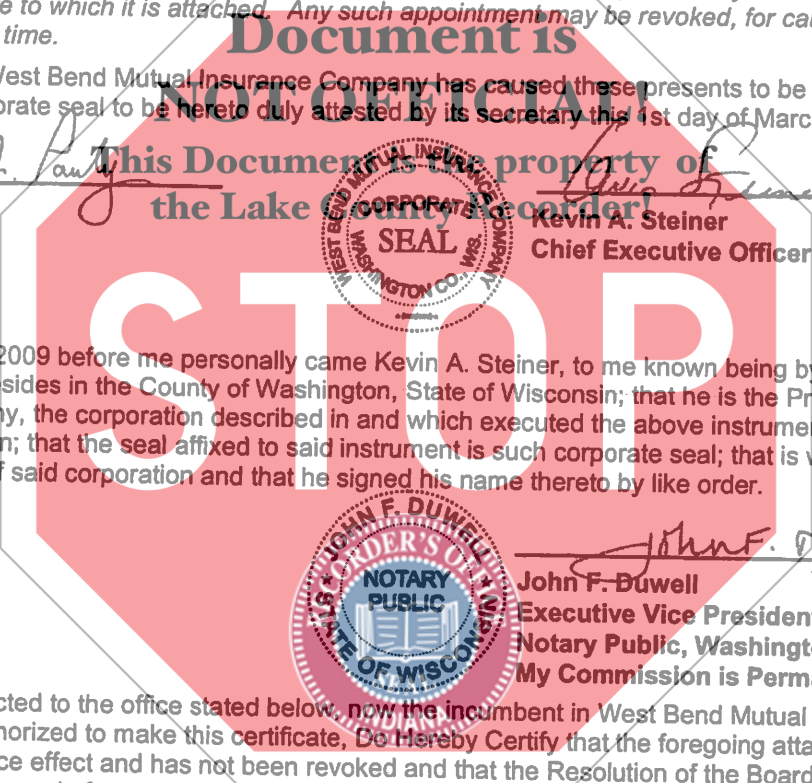 e to which it is attached. Any such appointment may be revoked, for cau
time.
Document is
West Bend Mutual Insurance Company has caused these presents to be
NOT OFFICIAL!
orate seal to be hereto duly attested by its secretary this 1st day of Marc
This Document is the property of
the Lake County Recorder!
WEST BEND MUTUAL INSURANCE COMPANY
CORPORATE
SEAL
WASHINGTON CO., WIS.
Kevin A. Steiner
Chief Executive Officer
STOP
2009 before me personally came Kevin A. Steiner, to me known being by
sides in the County of Washington, State of Wisconsin; that he is the Pr
ny, the corporation described in and which executed the above instrume
n; that the seal affixed to said instrument is such corporate seal; that is
f said corporation and that he signed his name thereto by like order.
JOHN F. DUWELL
NOTARY
PUBLIC
STATE OF WISCONSIN
John F. D
John F. Duwell
Executive Vice President
Notary Public, Washingt
My Commission is Perm
cted to the office stated below, now the incumbent in West Bend Mutual
horized to make this certificate, Do Hereby Certify that the foregoing atta
ce effect and has not been revoked and that the Resolution of the Board